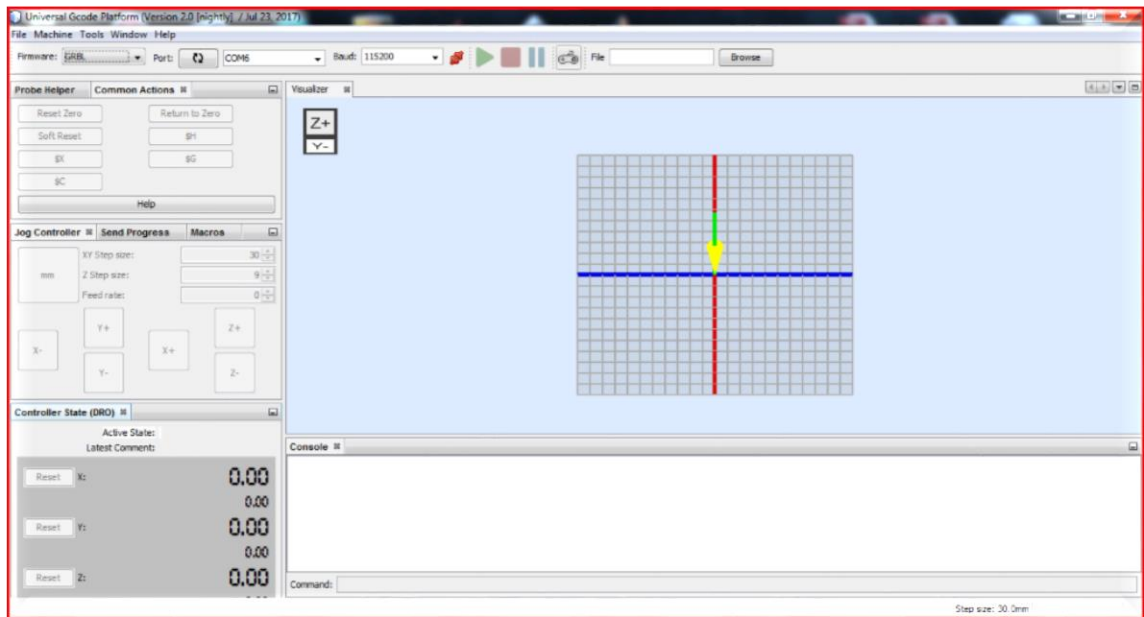 Universal Gcode Platform (Version 2.0 [nightly] / Jul 23, 2017)
File Machine Tools Window Help
Firmware: GRBL Port: COM6 Baud: 115200 File Browse
Probe Helper Common Actions
Reset Zero Return to Zero
Soft Reset $H
$X $G
$C
Help
Jog Controller Send Progress Macros
mm
XY Step size: 30
Z Step size: 9
Feed rate: 0
X- Y+ Y- X+ Z+ Z-
Controller State (DRO)
Active State:
Latest Comment:
Reset X: 0.00
0.00
Reset Y: 0.00
0.00
Reset Z: 0.00
Visualizer
Z+
Y-
Console
Command:
Step size: 30.0mm